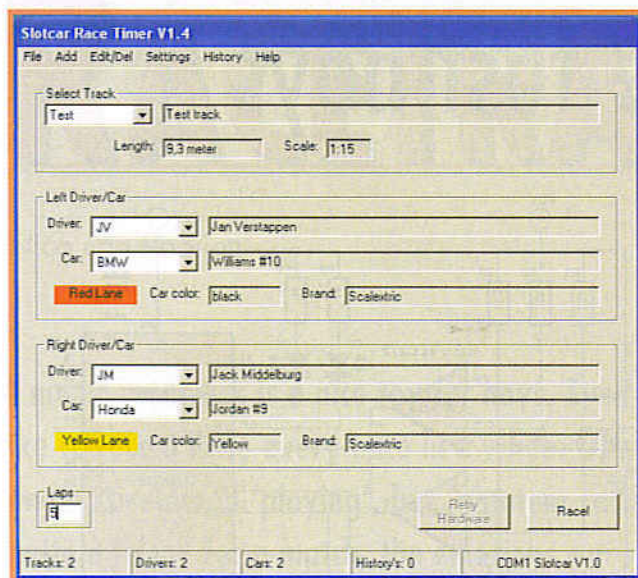 Slotcar Race Timer V1.4
File Add Edit/Del Settings History Help
Select Track
Test Test track
Length: 9,3 meter Scale: 1:15
Left Driver/Car
Driver: JV Jan Verstappen
Car: BMW Williams #10
Red Lane Car color: black Brand: Scalextric
Right Driver/Car
Driver: JM Jack Middelburg
Car: Honda Jordan #9
Yellow Lane Car color: Yellow Brand: Scalextric
Laps
5
Retry
Hardware
Race!
Tracks: 2 Drivers: 2 Cars: 2 History's: 0 COM1 Slotcar V1.0